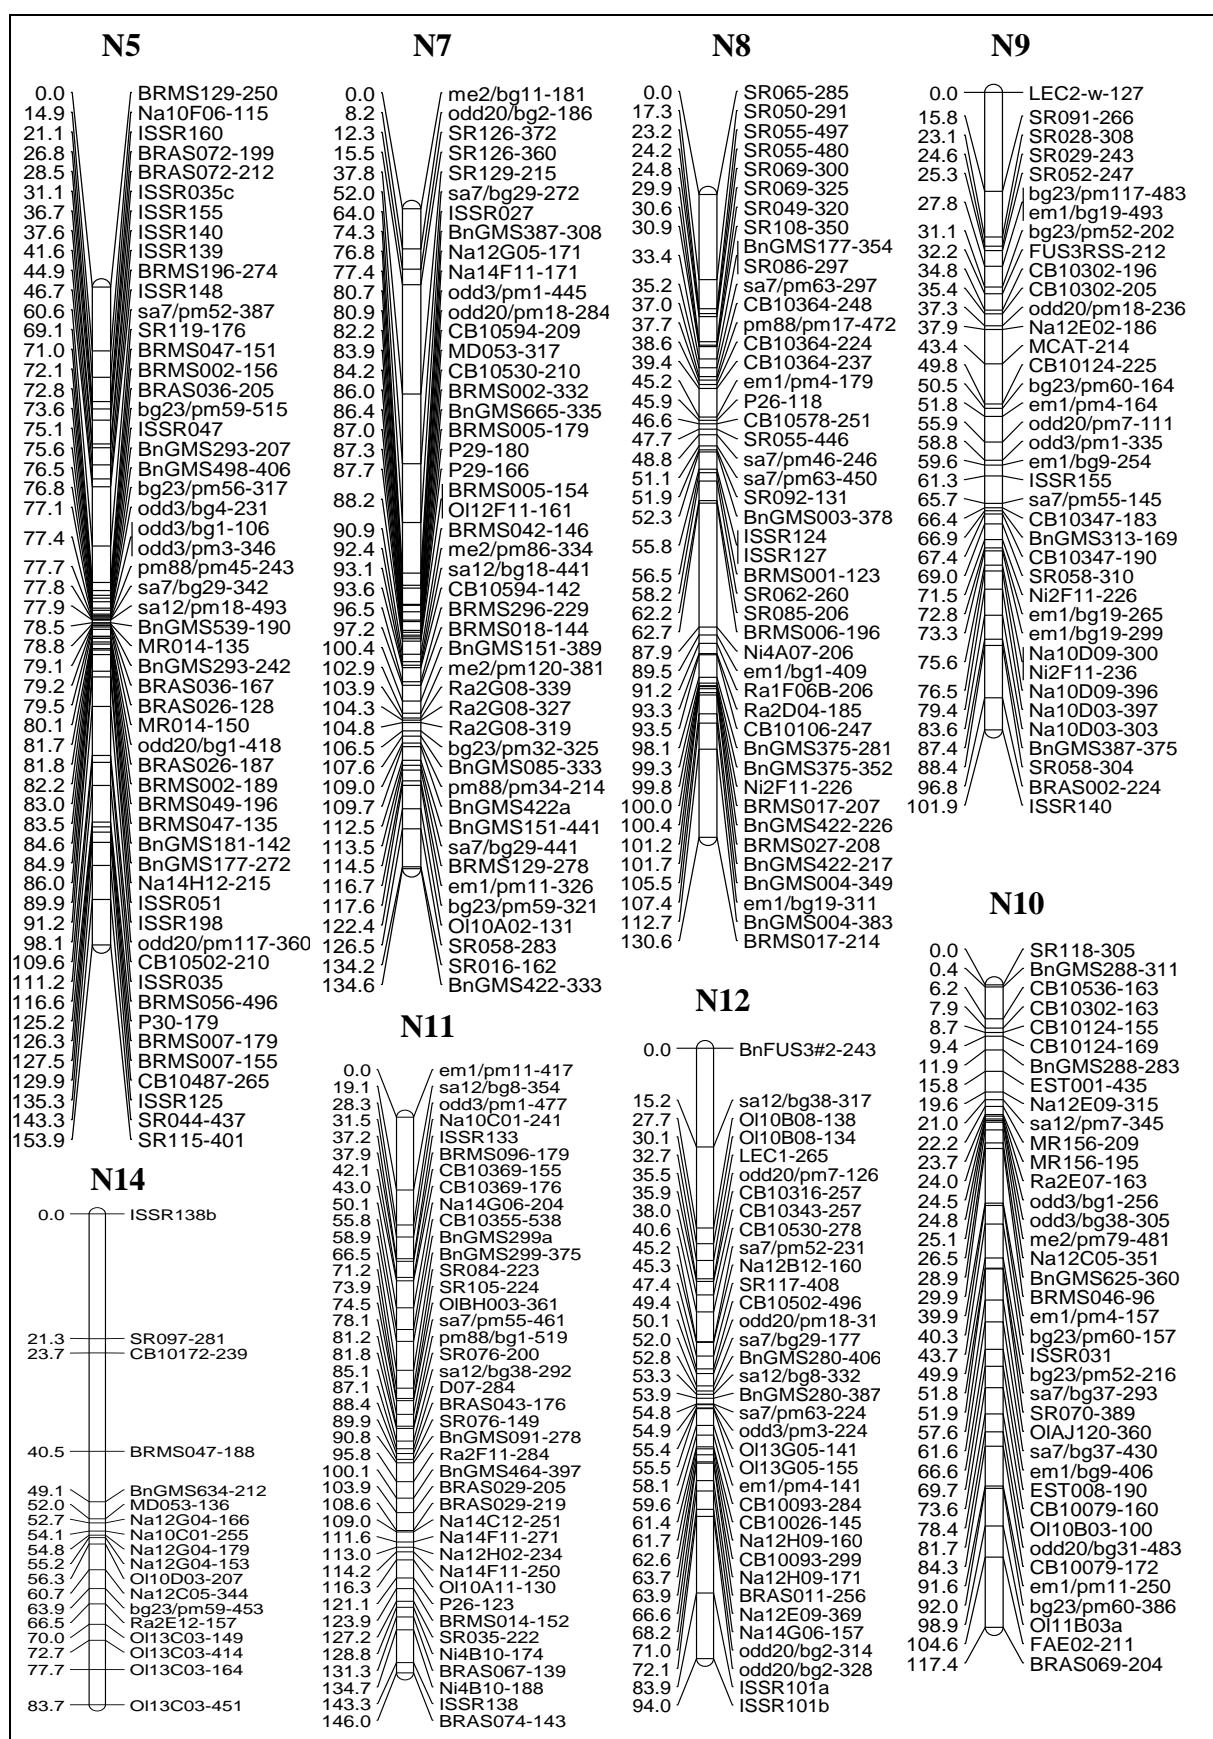 N5
0.0 BRMS129-250
14.9 Na10F06-115
21.1 ISSR160
26.8 BRAS072-199
28.5 BRAS072-212
31.1 ISSR035c
36.7 ISSR155
37.6 ISSR140
41.6 ISSR139
44.9 BRMS196-274
46.7 ISSR148
60.6 sa7/pm52-387
69.1 SR119-176
71.0 BRMS047-151
72.1 BRMS002-156
72.8 BRAS036-205
73.6 bg23/pm59-515
75.1 ISSR047
75.6 BnGMS293-207
76.5 BnGMS498-406
76.8 bg23/pm56-317
77.1 odd3/bg4-231
77.4 odd3/bg1-106
odd3/pm3-346
77.7 pm88/pm45-243
77.8 sa7/bg29-342
77.9 sa12/pm18-493
78.5 BnGMS539-190
78.8 MR014-135
79.1 BnGMS293-242
79.2 BRAS036-167
79.5 BRAS026-128
80.1 MR014-150
81.7 odd20/bg1-418
81.8 BRAS026-187
82.2 BRMS002-189
83.0 BRMS049-196
83.5 BRMS047-135
84.6 BnGMS181-142
84.9 BnGMS177-272
86.0 Na14H12-215
89.9 ISSR051
91.2 ISSR198
98.1 odd20/pm117-360
109.6 CB10502-210
111.2 ISSR035
116.6 BRMS056-496
125.2 P30-179
126.3 BRMS007-179
127.5 BRMS007-155
129.9 CB10487-265
135.3 ISSR125
143.3 SR044-437
153.9 SR115-401
N7
0.0 me2/bg11-181
8.2 odd20/bg2-186
12.3 SR126-372
15.5 SR126-360
37.8 SR129-215
52.0 sa7/bg29-272
64.0 ISSR027
74.3 BnGMS387-308
76.8 Na12G05-171
77.4 Na14F11-171
80.7 odd3/pm1-445
80.9 odd20/pm18-284
82.2 CB10594-209
83.9 MD053-317
84.2 CB10530-210
86.0 BRMS002-332
86.4 BnGMS665-335
87.0 BRMS005-179
87.3 P29-180
87.7 P29-166
88.2 BRMS005-154
Ol12F11-161
90.9 BRMS042-146
92.4 me2/pm86-334
93.1 sa12/bg18-441
93.6 CB10594-142
96.5 BRMS296-229
97.2 BRMS018-144
100.4 BnGMS151-389
102.9 me2/pm120-381
103.9 Ra2G08-339
104.3 Ra2G08-327
104.8 Ra2G08-319
106.5 bg23/pm32-325
107.6 BnGMS085-333
109.0 pm88/pm34-214
109.7 BnGMS422a
112.5 BnGMS151-441
113.5 sa7/bg29-441
114.5 BRMS129-278
116.7 em1/pm11-326
117.6 bg23/pm59-321
122.4 Ol10A02-131
126.5 SR058-283
134.2 SR016-162
134.6 BnGMS422-333
N8
0.0 SR065-285
17.3 SR050-291
23.2 SR055-497
24.2 SR055-480
24.8 SR069-300
29.9 SR069-325
30.6 SR049-320
30.9 SR108-350
33.4 BnGMS177-354
SR086-297
35.2 sa7/pm63-297
37.0 CB10364-248
37.7 pm88/pm17-472
38.6 CB10364-224
39.4 CB10364-237
45.2 em1/pm4-179
45.9 P26-118
46.6 CB10578-251
47.7 SR055-446
48.8 sa7/pm46-246
51.1 sa7/pm63-450
51.9 SR092-131
52.3 BnGMS003-378
55.8 ISSR124
ISSR127
56.5 BRMS001-123
58.2 SR062-260
62.2 SR085-206
62.7 BRMS006-196
87.9 Ni4A07-206
89.5 em1/bg1-409
91.2 Ra1F06B-206
93.3 Ra2D04-185
93.5 CB10106-247
98.1 BnGMS375-281
99.3 BnGMS375-352
99.8 Ni2F11-226
100.0 BRMS017-207
100.4 BnGMS422-226
101.2 BRMS027-208
101.7 BnGMS422-217
105.5 BnGMS004-349
107.4 em1/bg19-311
112.7 BnGMS004-383
130.6 BRMS017-214
N9
0.0 LEC2-w-127
15.8 SR091-266
23.1 SR028-308
24.6 SR029-243
25.3 SR052-247
27.8 bg23/pm117-483
em1/bg19-493
31.1 bg23/pm52-202
32.2 FUS3RSS-212
34.8 CB10302-196
35.4 CB10302-205
37.3 odd20/pm18-236
37.9 Na12E02-186
43.4 MCAT-214
49.8 CB10124-225
50.5 bg23/pm60-164
51.8 em1/pm4-164
55.9 odd20/pm7-111
58.8 odd3/pm1-335
59.6 em1/bg9-254
61.3 ISSR155
65.7 sa7/pm55-145
66.4 CB10347-183
66.9 BnGMS313-169
67.4 CB10347-190
69.0 SR058-310
71.5 Ni2F11-226
72.8 em1/bg19-265
73.3 em1/bg19-299
75.6 Na10D09-300
Ni2F11-236
76.5 Na10D09-396
79.4 Na10D03-397
83.6 Na10D03-303
87.4 BnGMS387-375
88.4 SR058-304
96.8 BRAS002-224
101.9 ISSR140
N10
0.0 SR118-305
0.4 BnGMS288-311
6.2 CB10536-163
7.9 CB10302-163
8.7 CB10124-155
9.4 CB10124-169
11.9 BnGMS288-283
15.8 EST001-435
19.6 Na12E09-315
21.0 sa12/pm7-345
22.2 MR156-209
23.7 MR156-195
24.0 Ra2E07-163
24.5 odd3/bg1-256
24.8 odd3/bg38-305
25.1 me2/pm79-481
26.5 Na12C05-351
28.9 BnGMS625-360
29.9 BRMS046-96
39.9 em1/pm4-157
40.3 bg23/pm60-157
43.7 ISSR031
49.9 bg23/pm52-216
51.8 sa7/bg37-293
51.9 SR070-389
57.6 OlAJ120-360
61.6 sa7/bg37-430
66.6 em1/bg9-406
69.7 EST008-190
73.6 CB10079-160
78.4 Ol10B03-100
81.7 odd20/bg31-483
84.3 CB10079-172
91.6 em1/pm11-250
92.0 bg23/pm60-386
98.9 Ol11B03a
104.6 FAE02-211
117.4 BRAS069-204
N11
0.0 em1/pm11-417
19.1 sa12/bg8-354
28.3 odd3/pm1-477
31.5 Na10C01-241
37.2 ISSR133
37.9 BRMS096-179
42.1 CB10369-155
43.0 CB10369-176
50.1 Na14G06-204
55.8 CB10355-538
58.9 BnGMS299a
66.5 BnGMS299-375
71.2 SR084-223
73.9 SR105-224
74.5 OlBH003-361
78.1 sa7/pm55-461
81.2 pm88/bg1-519
81.8 SR076-200
85.1 sa12/bg38-292
87.1 D07-284
88.4 BRAS043-176
89.9 SR076-149
90.8 BnGMS091-278
95.8 Ra2F11-284
100.1 BnGMS464-397
103.9 BRAS029-205
108.6 BRAS029-219
109.0 Na14C12-251
111.6 Na14F11-271
113.0 Na12H02-234
114.2 Na14F11-250
116.3 Ol10A11-130
121.1 P26-123
123.9 BRMS014-152
127.2 SR035-222
128.8 Ni4B10-174
131.3 BRAS067-139
134.7 Ni4B10-188
143.3 ISSR138
146.0 BRAS074-143
N12
0.0 BnFUS3#2-243
15.2 sa12/bg38-317
27.7 Ol10B08-138
30.1 Ol10B08-134
32.7 LEC1-265
35.5 odd20/pm7-126
35.9 CB10316-257
38.0 CB10343-257
40.6 CB10530-278
45.2 sa7/pm52-231
45.3 Na12B12-160
47.4 SR117-408
49.4 CB10502-496
50.1 odd20/pm18-31
52.0 sa7/bg29-177
52.8 BnGMS280-406
53.3 sa12/bg8-332
53.9 BnGMS280-387
54.8 sa7/pm63-224
54.9 odd3/pm3-224
55.4 Ol13G05-141
55.5 Ol13G05-155
58.1 em1/pm4-141
59.6 CB10093-284
61.4 CB10026-145
61.7 Na12H09-160
62.6 CB10093-299
63.7 Na12H09-171
63.9 BRAS011-256
66.6 Na12E09-369
68.2 Na14G06-157
71.0 odd20/bg2-314
72.1 odd20/bg2-328
83.9 ISSR101a
94.0 ISSR101b
N14
0.0 ISSR138b
21.3 SR097-281
23.7 CB10172-239
40.5 BRMS047-188
49.1 BnGMS634-212
52.0 MD053-136
52.7 Na12G04-166
54.1 Na10C01-255
54.8 Na12G04-179
55.2 Na12G04-153
56.3 Ol10D03-207
60.7 Na12C05-344
63.9 bg23/pm59-453
66.5 Ra2E12-157
70.0 Ol13C03-149
72.7 Ol13C03-414
77.7 Ol13C03-164
83.7 Ol13C03-451